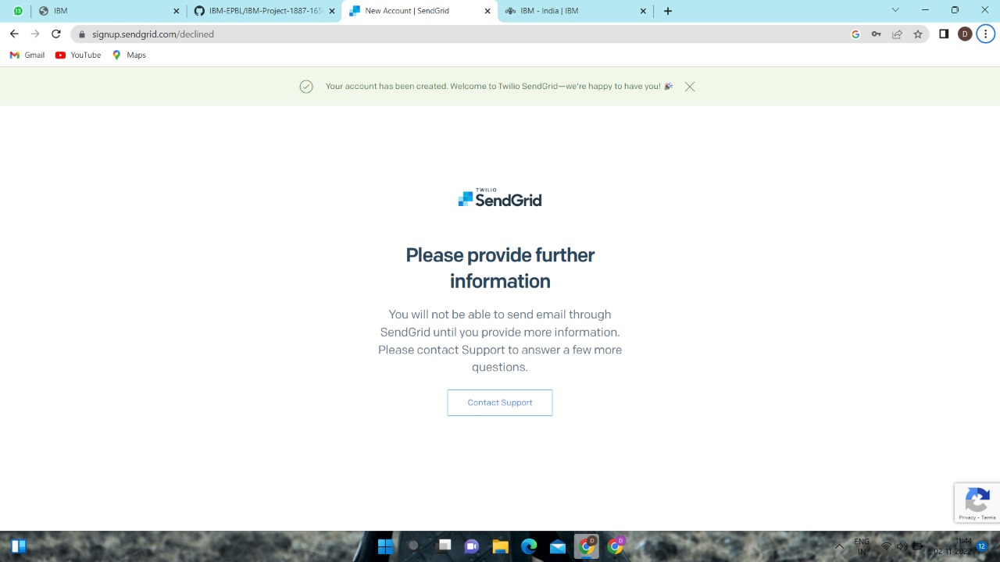 13
IBM
IBM-EPBL/IBM-Project-1887-165
New Account | SendGrid
IBM - India | IBM
signup.sendgrid.com/declined
D
Gmail
YouTube
Maps
Your account has been created. Welcome to Twilio SendGrid—we're happy to have you! 🎉
TWILIO
SendGrid
Please provide further
information
You will not be able to send email through
SendGrid until you provide more information.
Please contact Support to answer a few more
questions.
Contact Support
Privacy • Terms
D
D
ENG
IN
11:44
02-11-2022
12